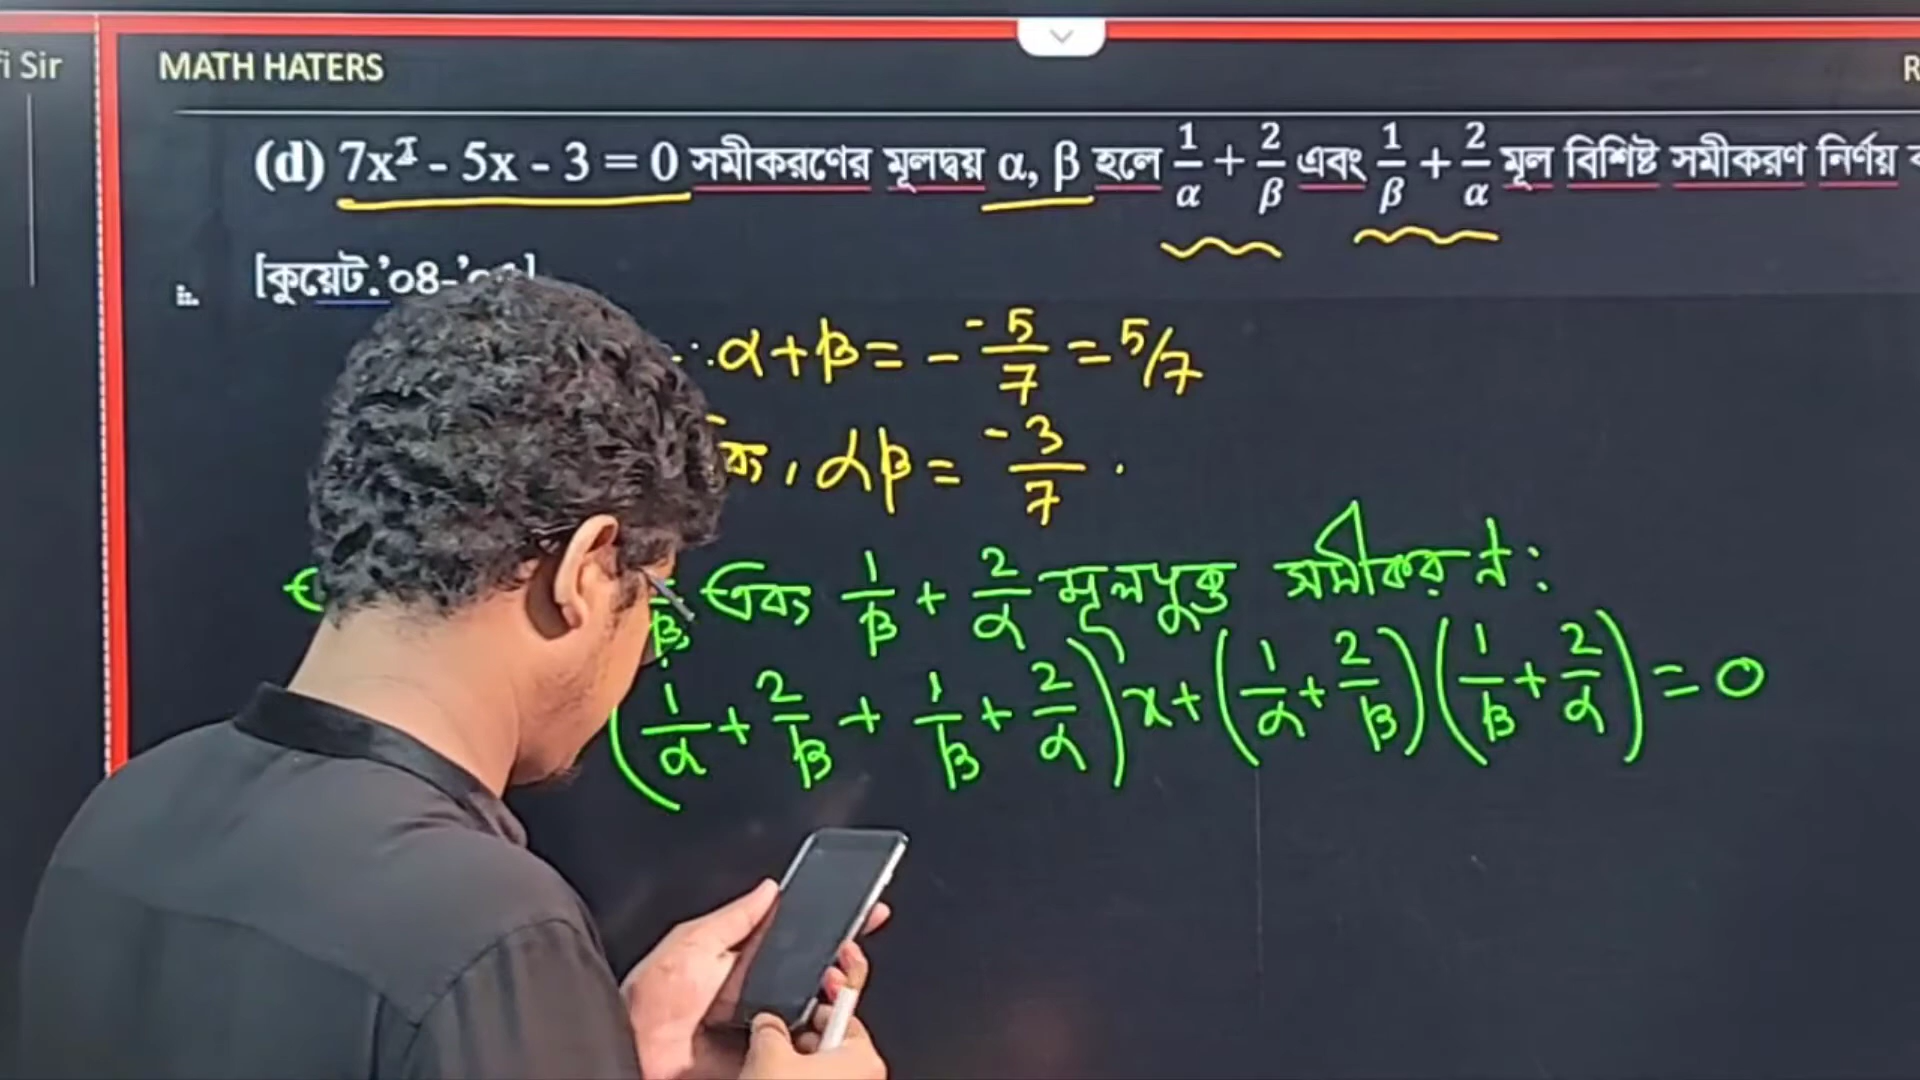 fi Sir
MATH HATERS
R
(d) 7x² - 5x - 3 = 0 সমীকরণের মূলদ্বয় α, β হলে 1/α + 2/β এবং 1/β + 2/α মূল বিশিষ্ট সমীকরণ নির্ণয় ক
[কুয়েট.'০৪-'
∴ α + β = - -5/7 = 5/7
αβ = -3/7 .
β, এবং 1/β + 2/α মূলযুক্ত সমীকরণ :
(1/α + 2/β + 1/β + 2/α) x + (1/α + 2/β)(1/β + 2/α) = 0